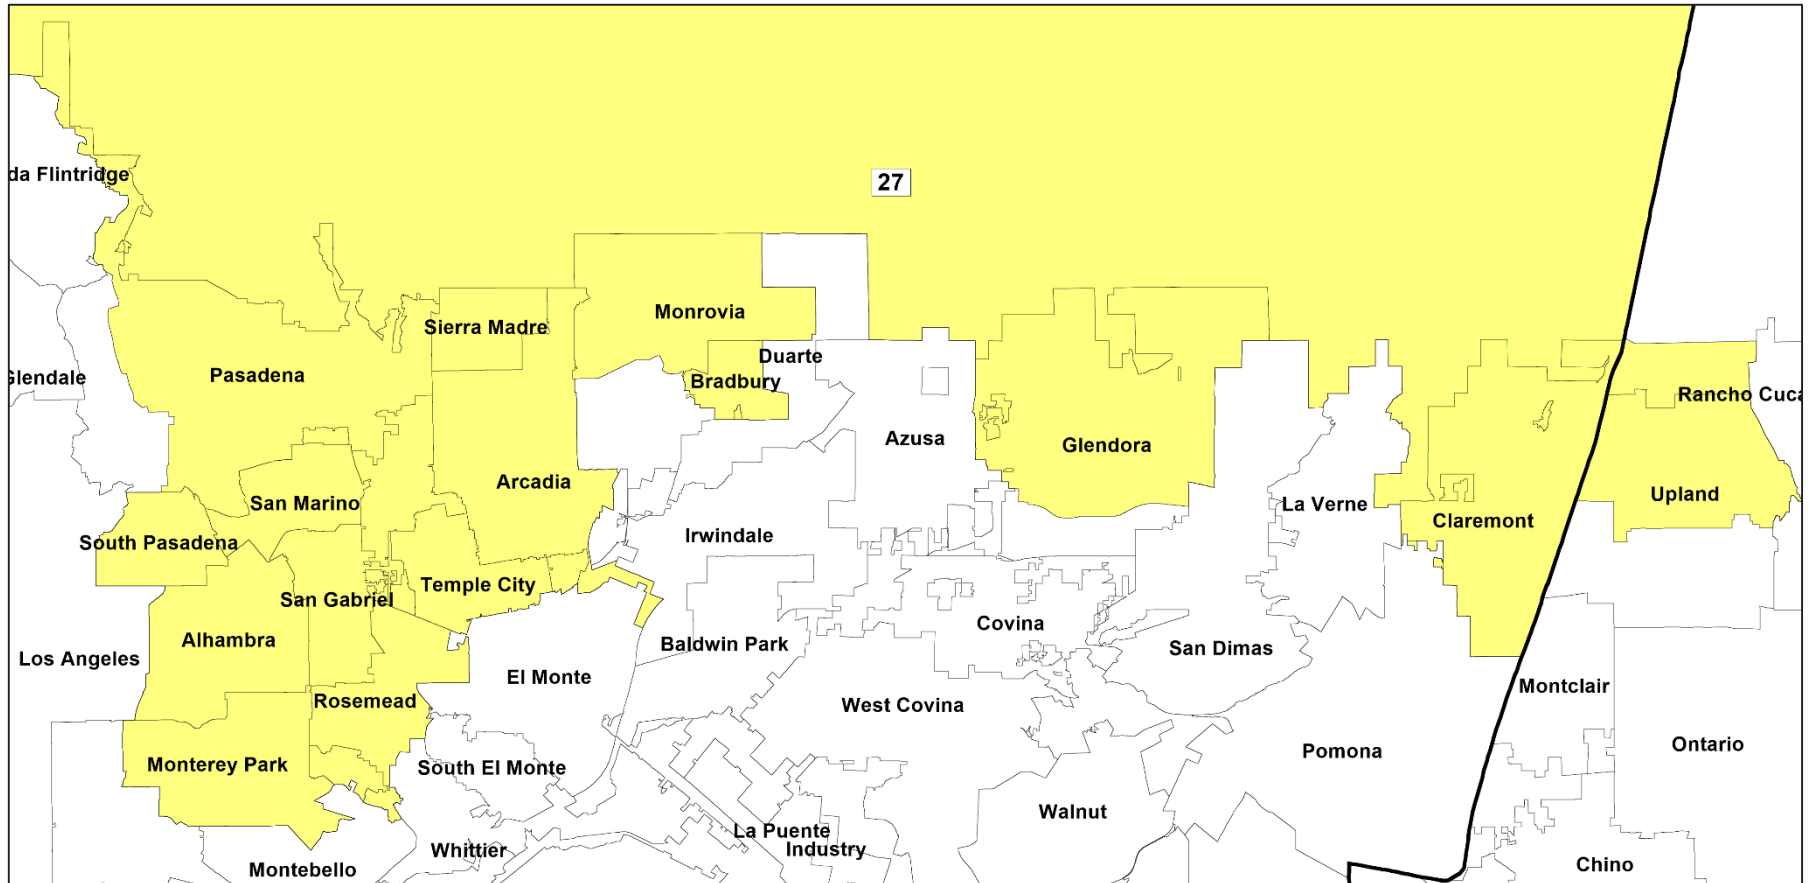 da Flintridge
27
Monrovia
Sierra Madre
Duarte
Pasadena
Glendale
Bradbury
Rancho Cuca
Azusa
Glendora
Arcadia
Upland
San Marino
La Verne
Claremont
Irwindale
South Pasadena
Temple City
San Gabriel
Covina
Alhambra
Baldwin Park
San Dimas
Los Angeles
El Monte
Montclair
Rosemead
West Covina
Ontario
Pomona
Monterey Park
South El Monte
Walnut
La Puente
Industry
Whittier
Chino
Montebello